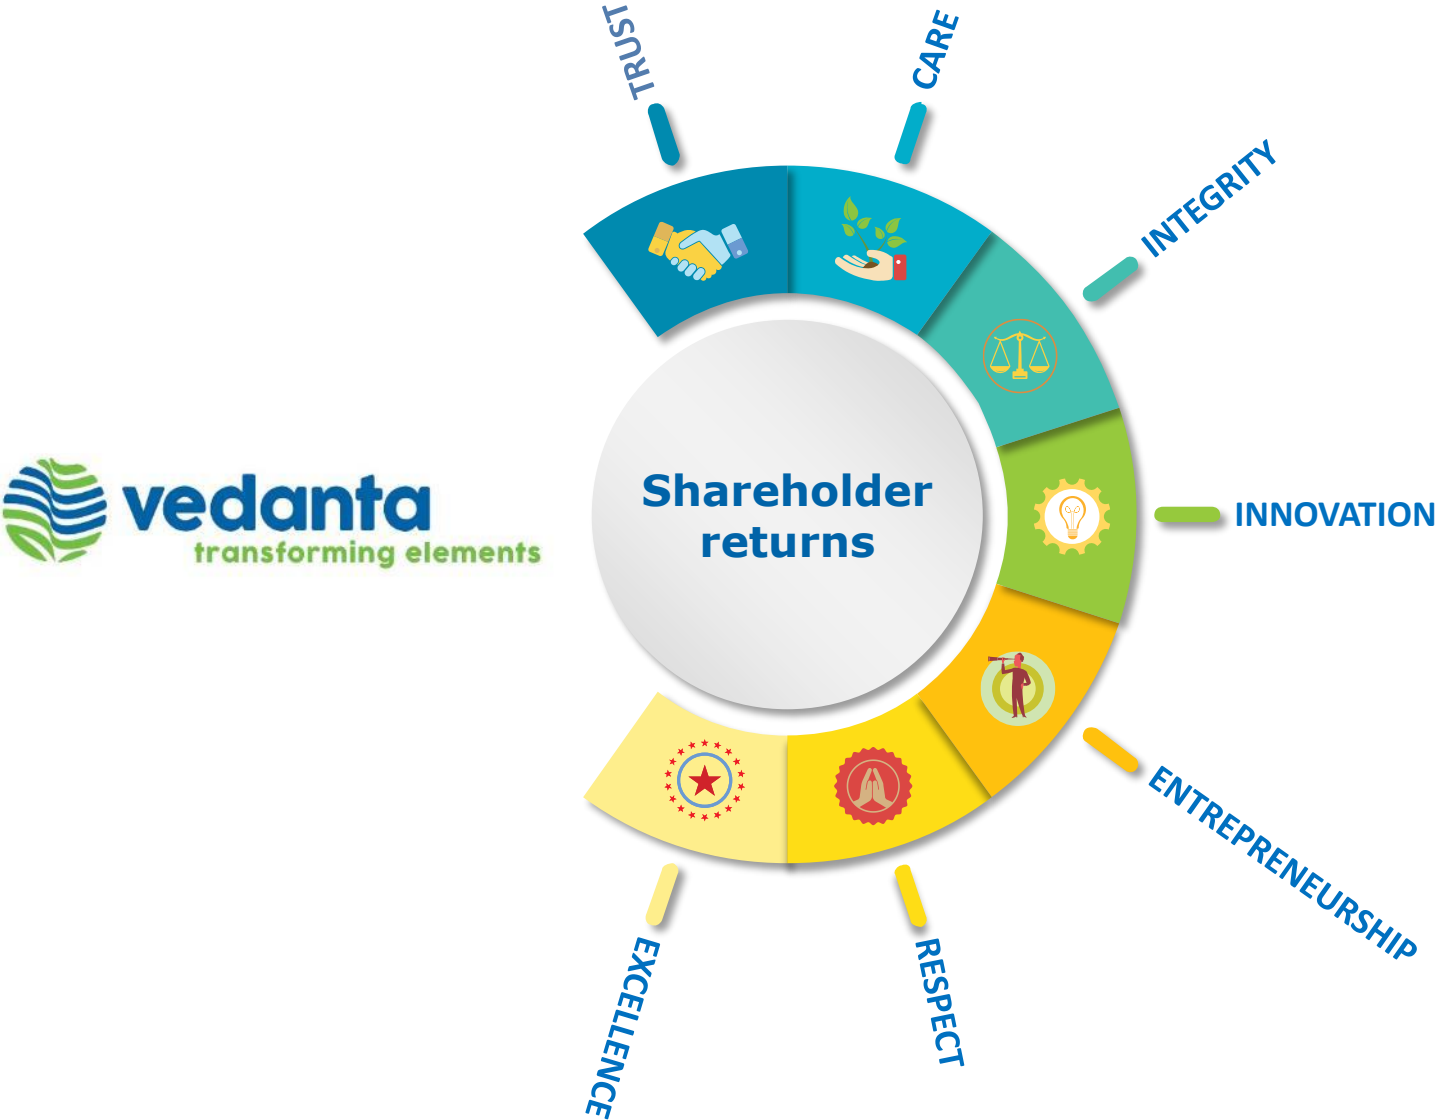 TRUST
CARE
INTEGRITY
vedanta
transforming elements
Shareholder
returns
INNOVATION
ENTREPRENEURSHIP
RESPECT
EXCELLENCE